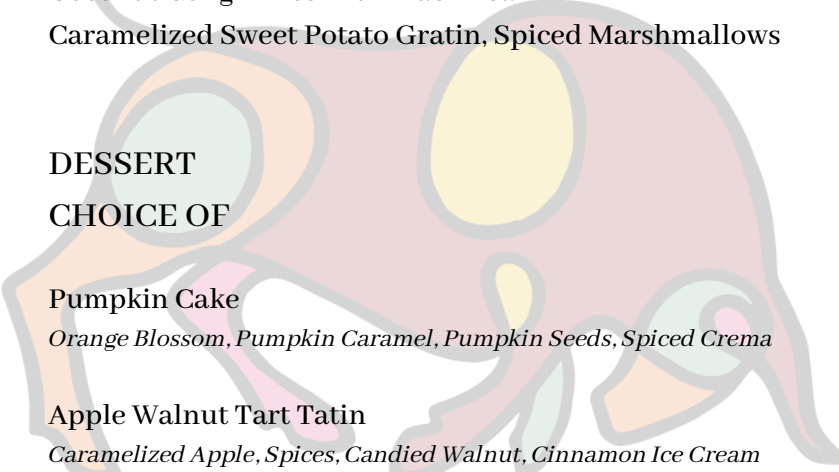 Caramelized Sweet Potato Gratin, Spiced Marshmallows
DESSERT
CHOICE OF
Pumpkin Cake
Orange Blossom, Pumpkin Caramel, Pumpkin Seeds, Spiced Crema
Apple Walnut Tart Tatin
Caramelized Apple, Spices, Candied Walnut, Cinnamon Ice Cream